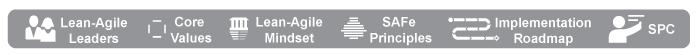 Lean-Agile
Leaders
Core
Values
Lean-Agile
Mindset
SAFe
Principles
Implementation
Roadmap
SPC